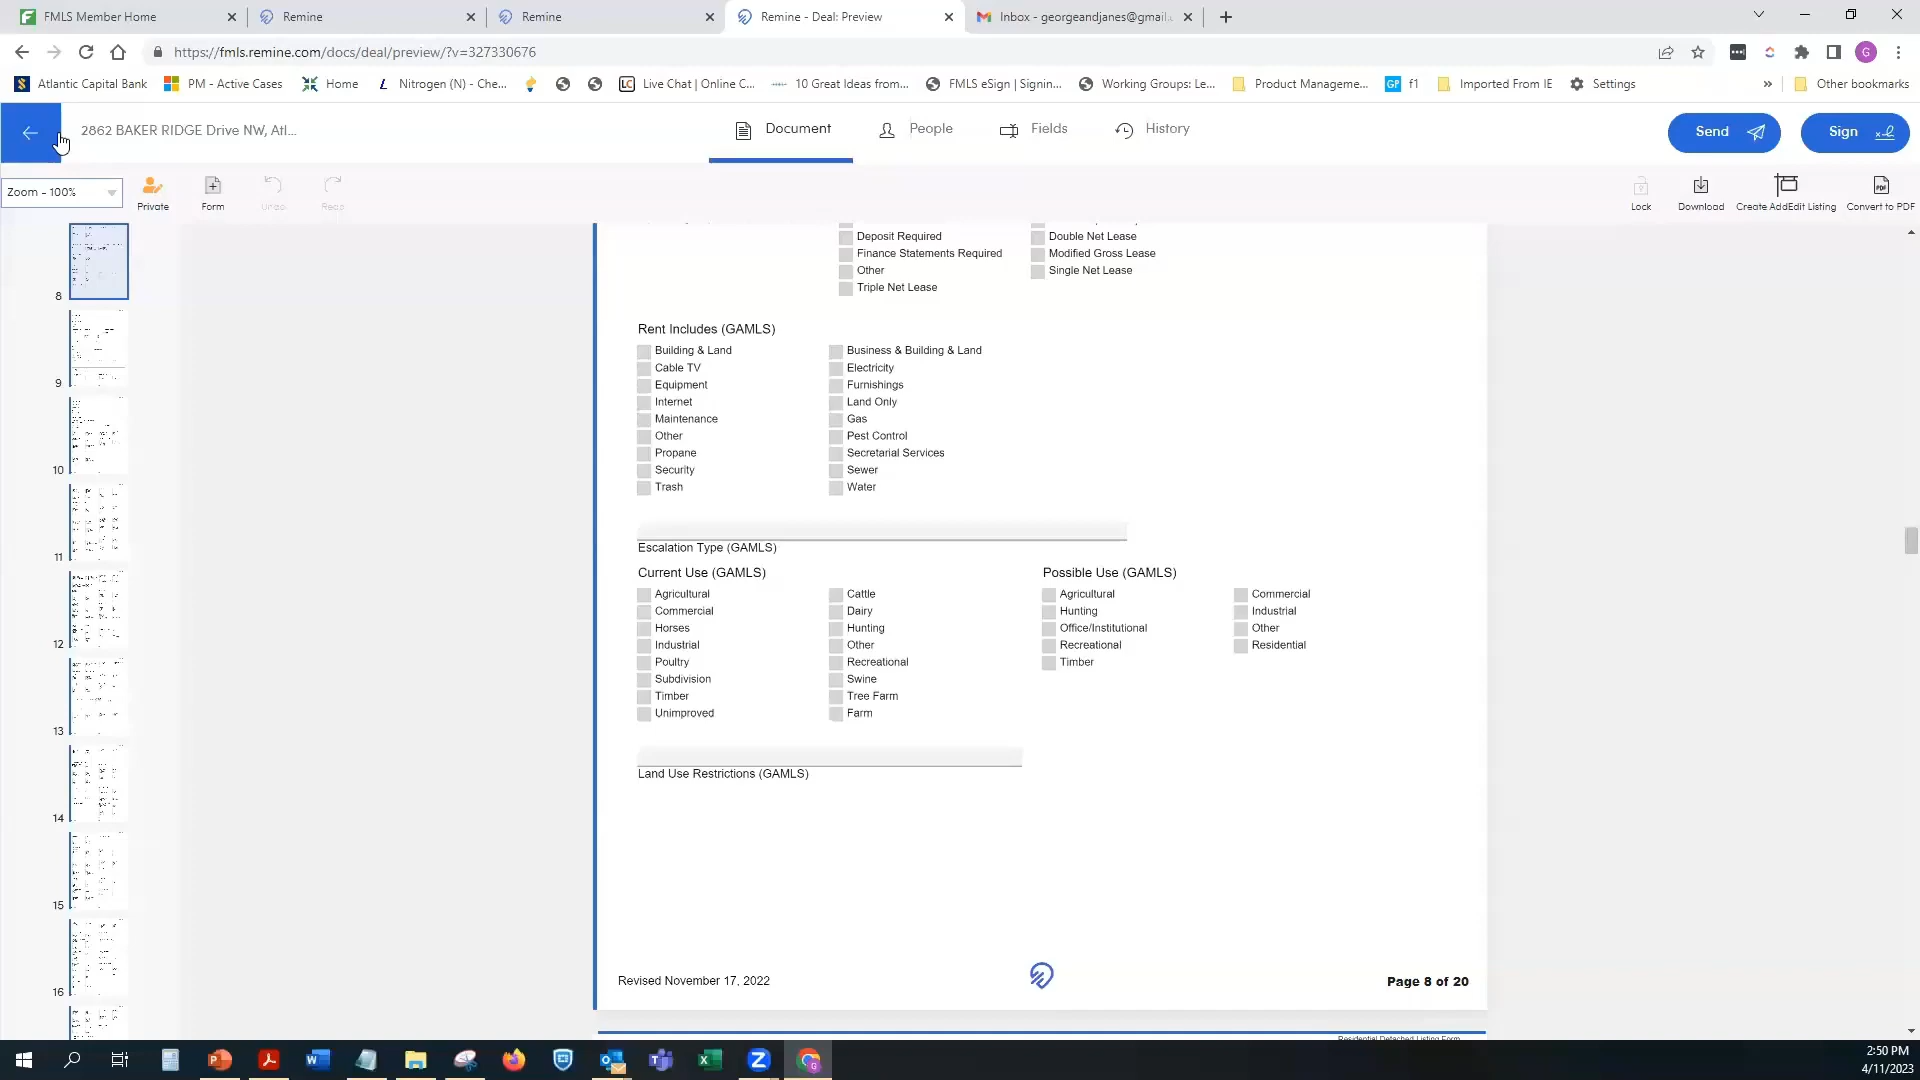 FMLS Member Home
Remine
Remine
Remine - Deal: Preview
Inbox - georgeandjanes@gmail.
https://fmls.remine.com/docs/deal/preview/?v=327330676
G
Atlantic Capital Bank
PM - Active Cases
Home
L
Nitrogen (N) - Che...
LC
Live Chat | Online C...
10 Great Ideas from...
FMLS eSign | Signin...
Working Groups: Le...
Product Manageme...
GP
f1
Imported From IE
Settings
»
Other bookmarks
2862 BAKER RIDGE Drive NW, Atl...
Document
People
Fields
History
Send
Sign
Zoom - 100%
Private
Form
Undo
Redo
Lock
Download
Create AddEdit Listing
PDF
Convert to PDF
8
9
10
11
12
13
14
15
16
Deposit Required
Double Net Lease
Finance Statements Required
Modified Gross Lease
Other
Single Net Lease
Triple Net Lease
Rent Includes (GAMLS)
Building & Land
Business & Building & Land
Cable TV
Electricity
Equipment
Furnishings
Internet
Land Only
Maintenance
Gas
Other
Pest Control
Propane
Secretarial Services
Security
Sewer
Trash
Water
Escalation Type (GAMLS)
Current Use (GAMLS)
Possible Use (GAMLS)
Agricultural
Cattle
Agricultural
Commercial
Commercial
Dairy
Hunting
Industrial
Horses
Hunting
Office/Institutional
Other
Industrial
Other
Recreational
Residential
Poultry
Recreational
Timber
Subdivision
Swine
Timber
Tree Farm
Unimproved
Farm
Land Use Restrictions (GAMLS)
Revised November 17, 2022
Page 8 of 20
Residential Detached Listing Form
2:50 PM
4/11/2023